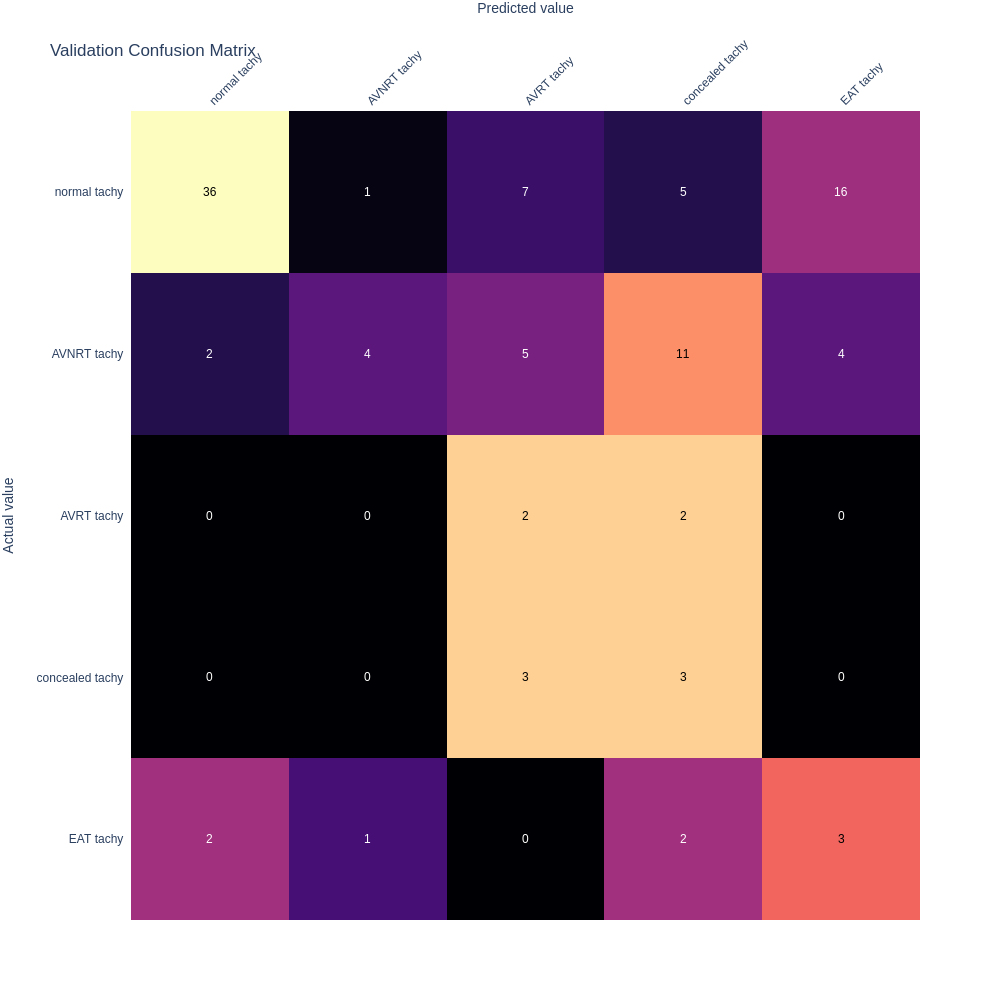 Predicted value
Validation Confusion Matrix
normal tachy AVNRT tachy AVRT tachy concealed tachy EAT tachy
normal tachy 36 1 7 5 16
AVNRT tachy 2 4 5 11 4
Actual value
AVRT tachy 0 0 2 2 0
concealed tachy 0 0 3 3 0
EAT tachy 2 1 0 2 3